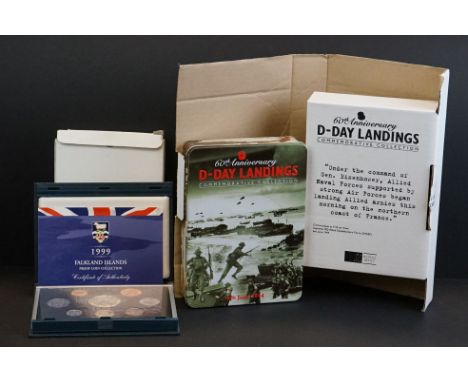 60th Anniversary
D-DAY LANDINGS
COMMEMORATIVE COLLECTION
"Under the command of
Gen. Eisenhower, Allied
Naval Forces supported by
strong Air Forces began
landing Allied armies this
morning on the northern
coast of France."
60th Anniversary
D-DAY LANDINGS
COMMEMORATIVE COLLECTION
1999
FALKLAND ISLANDS
PROOF COIN COLLECTION
Certificate of Authenticity